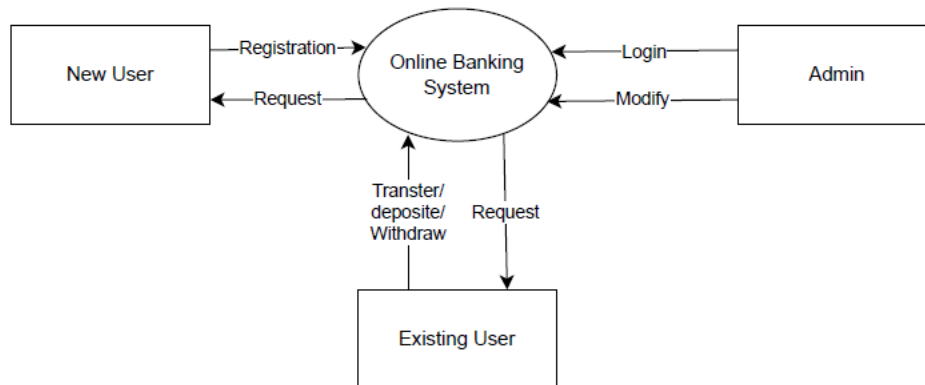 New User
Registration
Request
Online Banking
System
Login
Modify
Admin
Transter/
deposite/
Withdraw
Request
Existing User